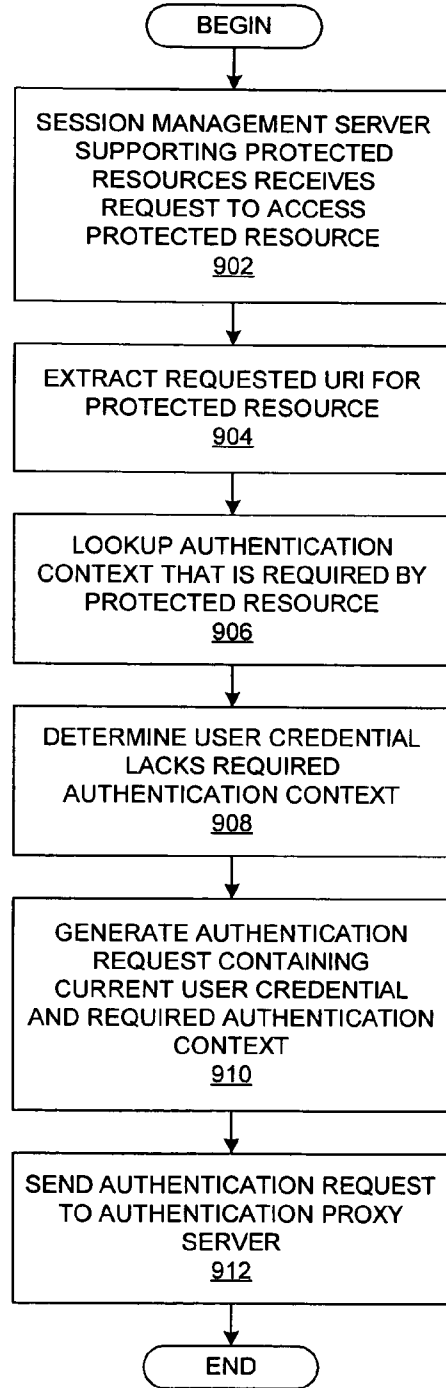 BEGIN
SESSION MANAGEMENT SERVER
SUPPORTING PROTECTED
RESOURCES RECEIVES
REQUEST TO ACCESS
PROTECTED RESOURCE
902
EXTRACT REQUESTED URI FOR
PROTECTED RESOURCE
904
LOOKUP AUTHENTICATION
CONTEXT THAT IS REQUIRED BY
PROTECTED RESOURCE
906
DETERMINE USER CREDENTIAL
LACKS REQUIRED
AUTHENTICATION CONTEXT
908
GENERATE AUTHENTICATION
REQUEST CONTAINING
CURRENT USER CREDENTIAL
AND REQUIRED AUTHENTICATION
CONTEXT
910
SEND AUTHENTICATION REQUEST
TO AUTHENTICATION PROXY
SERVER
912
END